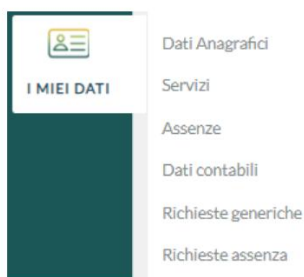 I MIEI DATI
Dati Anagrafici
Servizi
Assenze
Dati contabili
Richieste generiche
Richieste assenza